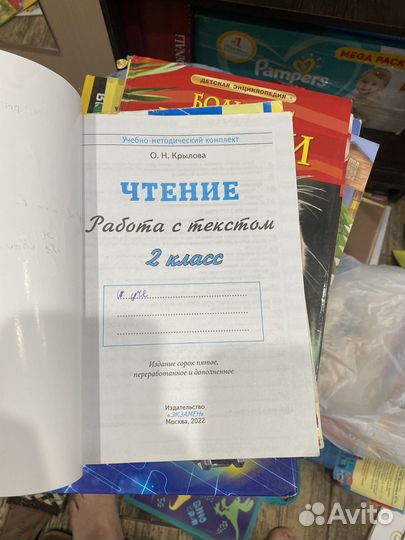 Pampers
MEGA PACK
ДЕТСКАЯ ЭНЦИКЛОПЕДИЯ
Учебно-методический комплект
О. Н. Крылова
ЧТЕНИЕ
Работа с текстом
2 класс
Издание сорок пятое,
переработанное и дополненное
Издательство
«ЭКЗАМЕН»
Москва, 2022
Avito